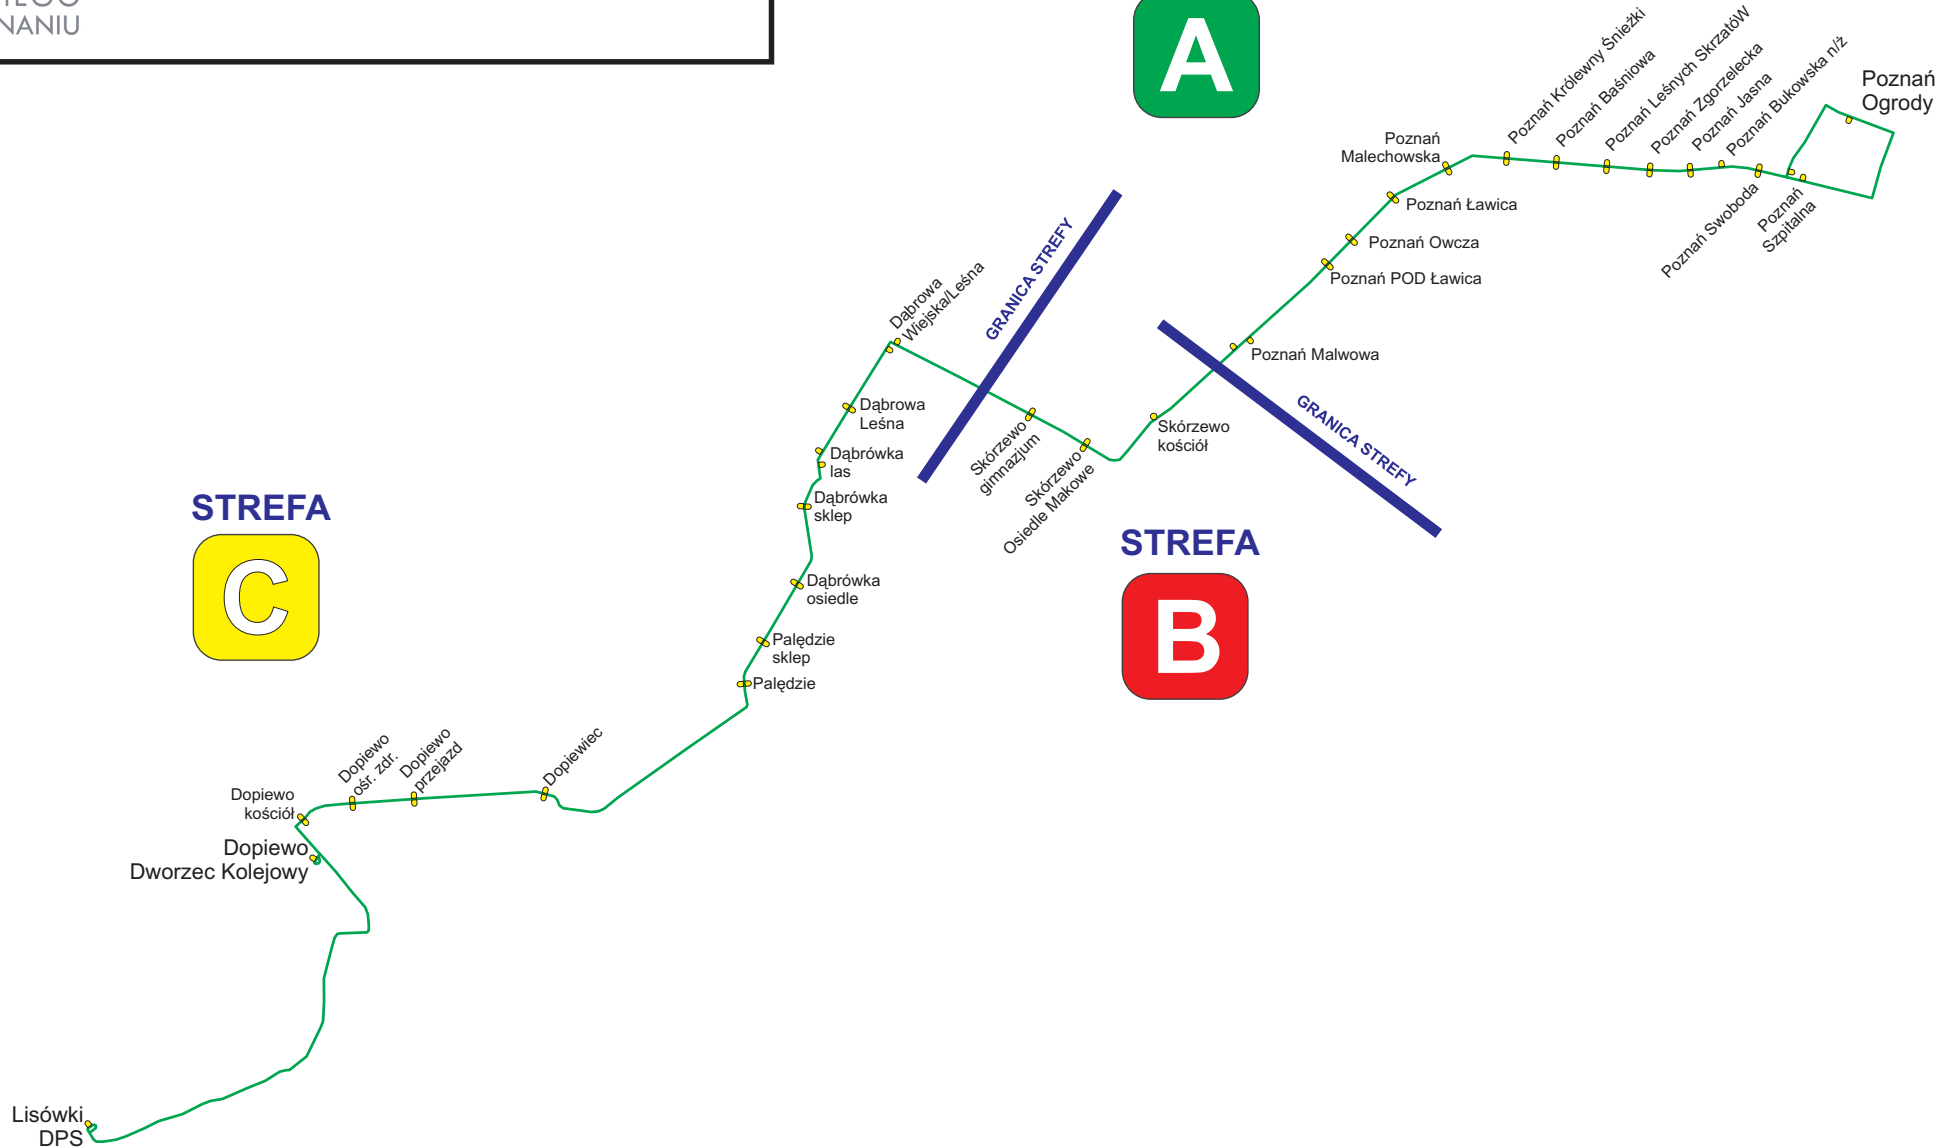 NANIU
A
Poznań Królewny Śnieżki
Poznań Baśniowa
Poznań Leśnych SkrzatóW
Poznań Zgorzelecka
Poznań Jasna
Poznań Bukowska n/ż
Poznań
Ogrody
Poznań
Malechowska
Poznań Ławica
Poznań Owcza
Poznań POD Ławica
Poznań Swoboda
Poznań
Szpitalna
GRANICA STREFY
Dąbrowa
Wiejska/Leśna
Poznań Malwowa
GRANICA STREFY
Dąbrowa
Leśna
Skórzewo
kościół
Skórzewo
gimnazjum
Skórzewo
Osiedle Makowe
Dąbrówka
las
Dąbrówka
sklep
STREFA
C
STREFA
B
Dąbrówka
osiedle
Palędzie
sklep
Palędzie
Dopiewo
ośr. zdr.
Dopiewo
przejazd
Dopiewiec
Dopiewo
kościół
Dopiewo
Dworzec Kolejowy
Lisówki
DPS